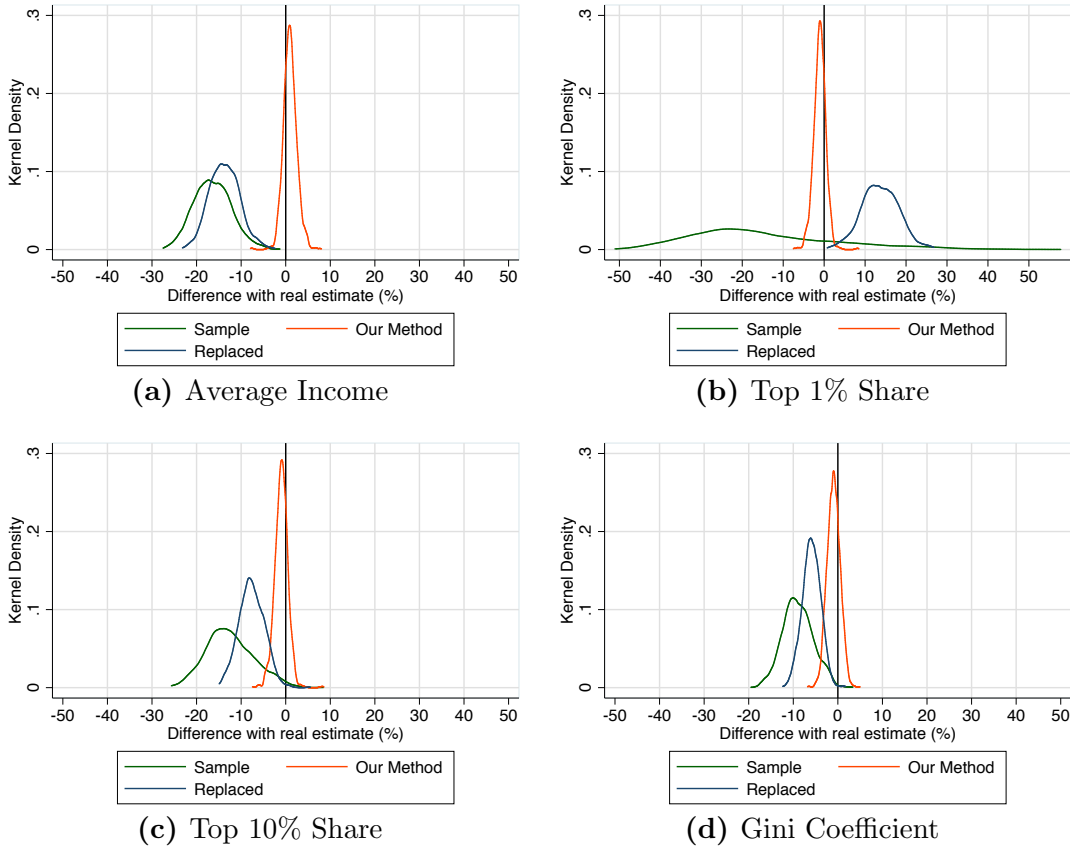 Kernel Density
0 .1 .2 .3
-50 -40 -30 -20 -10 0 10 20 30 40 50
Difference with real estimate (%)
Sample Our Method
Replaced
(a) Average Income
Kernel Density
0 .1 .2 .3
-50 -40 -30 -20 -10 0 10 20 30 40 50
Difference with real estimate (%)
Sample Our Method
Replaced
(b) Top 1% Share
Kernel Density
0 .1 .2 .3
-50 -40 -30 -20 -10 0 10 20 30 40 50
Difference with real estimate (%)
Sample Our Method
Replaced
(c) Top 10% Share
Kernel Density
0 .1 .2 .3
-50 -40 -30 -20 -10 0 10 20 30 40 50
Difference with real estimate (%)
Sample Our Method
Replaced
(d) Gini Coefficient